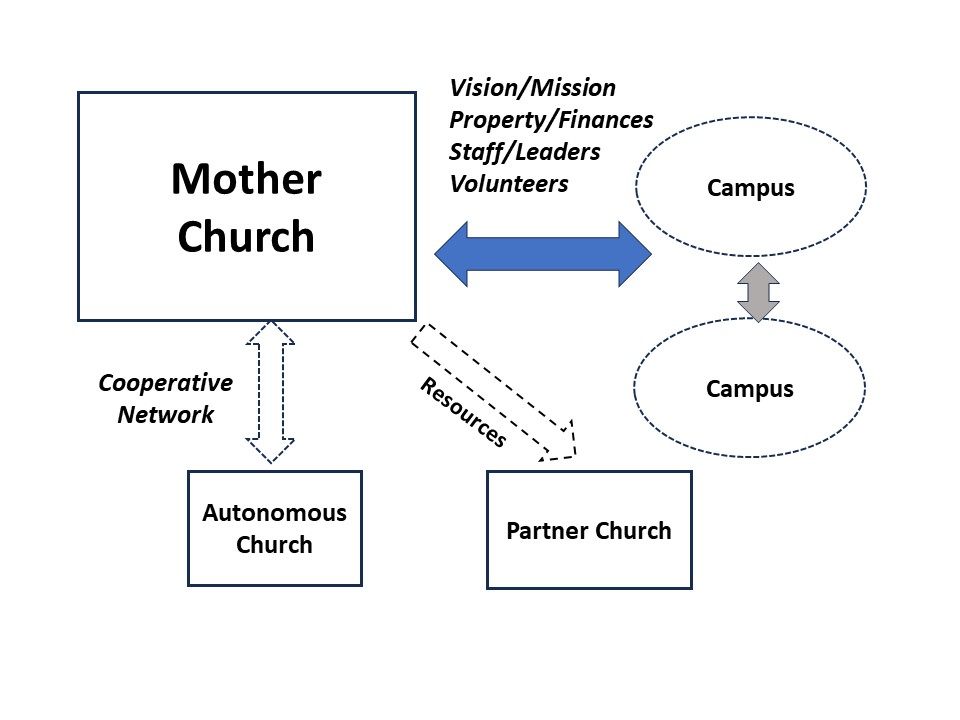 Mother
Church
Vision/Mission
Property/Finances
Staff/Leaders
Volunteers
Campus
Campus
Cooperative
Network
Resources
Autonomous
Church
Partner Church